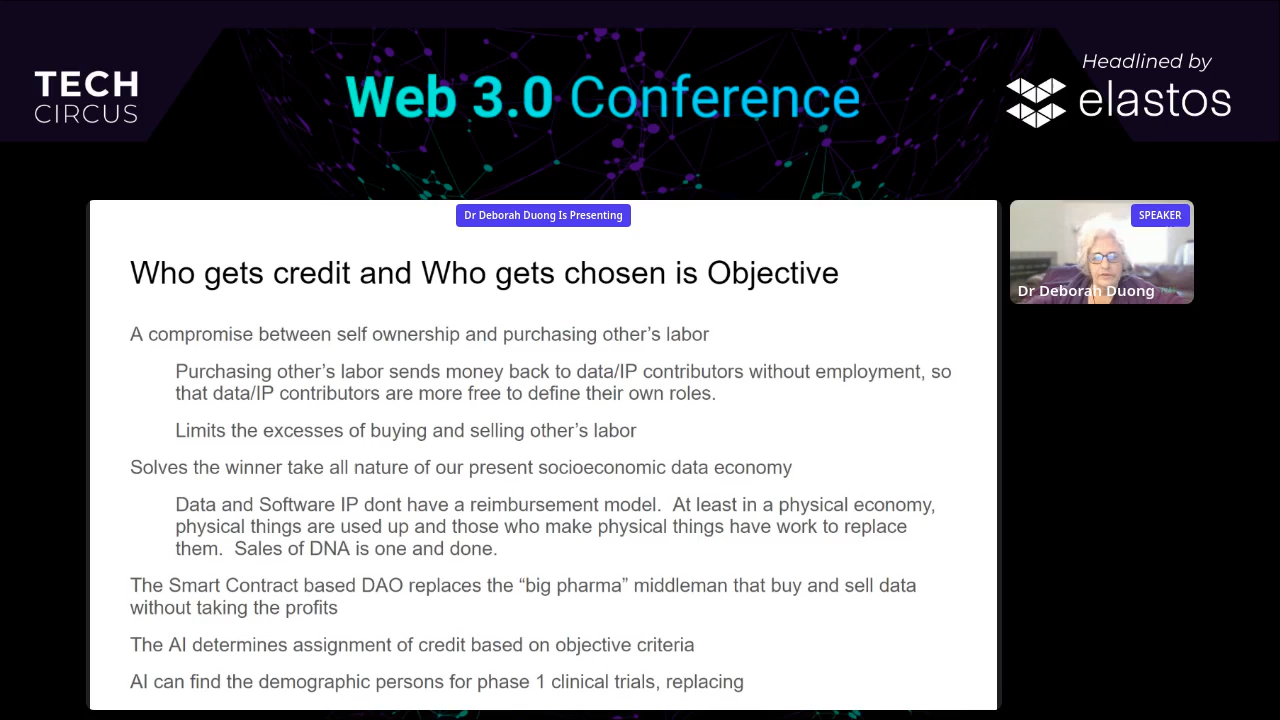 TECH
CIRCUS
Web 3.0 Conference
Headlined by
elastos
Dr Deborah Duong Is Presenting
SPEAKER
Dr Deborah Duong
Who gets credit and Who gets chosen is Objective
A compromise between self ownership and purchasing other's labor
Purchasing other's labor sends money back to data/IP contributors without employment, so
that data/IP contributors are more free to define their own roles.
Limits the excesses of buying and selling other's labor
Solves the winner take all nature of our present socioeconomic data economy
Data and Software IP dont have a reimbursement model.  At least in a physical economy,
physical things are used up and those who make physical things have work to replace
them.  Sales of DNA is one and done.
The Smart Contract based DAO replaces the “big pharma” middleman that buy and sell data
without taking the profits
The AI determines assignment of credit based on objective criteria
AI can find the demographic persons for phase 1 clinical trials, replacing